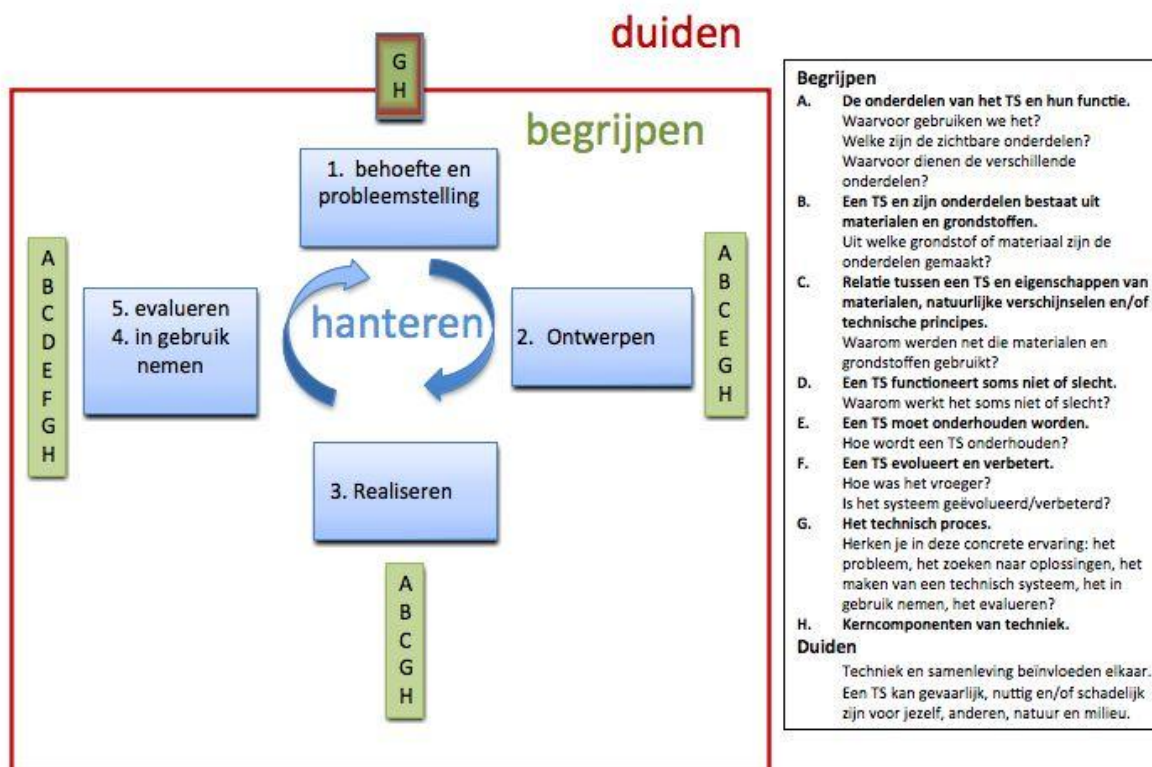 duiden
G
H
begrijpen
1. behoefte en
probleemstelling
A
B
C
D
E
F
G
H
5. evalueren
4. in gebruik
nemen
hanteren
2. Ontwerpen
A
B
C
E
G
H
3. Realiseren
A
B
C
G
H
Begrijpen
A. De onderdelen van het TS en hun functie.
Waarvoor gebruiken we het?
Welke zijn de zichtbare onderdelen?
Waarvoor dienen de verschillende
onderdelen?
B. Een TS en zijn onderdelen bestaat uit
materialen en grondstoffen.
Uit welke grondstof of materiaal zijn de
onderdelen gemaakt?
C. Relatie tussen een TS en eigenschappen van
materialen, natuurlijke verschijnselen en/of
technische principes.
Waarom werden net die materialen en
grondstoffen gebruikt?
D. Een TS functioneert soms niet of slecht.
Waarom werkt het soms niet of slecht?
E. Een TS moet onderhouden worden.
Hoe wordt een TS onderhouden?
F. Een TS evolueert en verbetert.
Hoe was het vroeger?
Is het systeem geëvolueerd/verbeterd?
G. Het technisch proces.
Herken je in deze concrete ervaring: het
probleem, het zoeken naar oplossingen, het
maken van een technisch systeem, het in
gebruik nemen, het evalueren?
H. Kerncomponenten van techniek.
Duiden
Techniek en samenleving beïnvloeden elkaar.
Een TS kan gevaarlijk, nuttig en/of schadelijk
zijn voor jezelf, anderen, natuur en milieu.